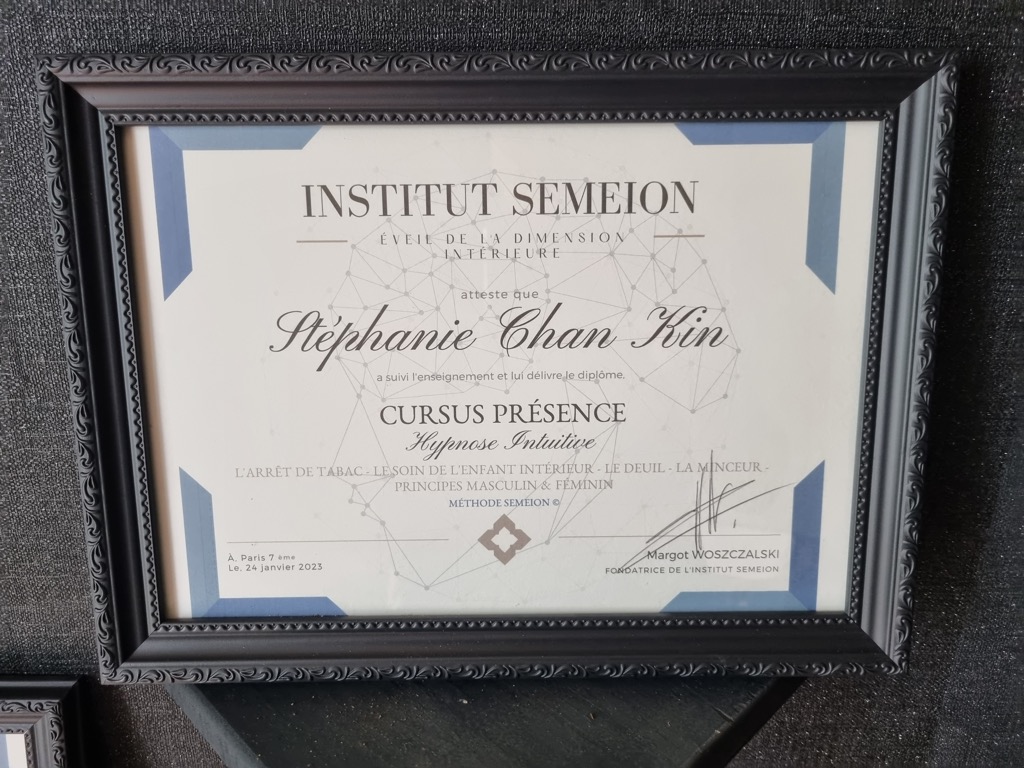 INSTITUT SEMEION
ÉVEIL DE LA DIMENSION
INTÉRIEURE
atteste que
Stéphanie Chan Kin
a suivi l'enseignement et lui délivre le diplôme.
CURSUS PRÉSENCE
Hypnose Intuitive
L'ARRÊT DE TABAC - LE SOIN DE L'ENFANT INTÉRIEUR - LE DEUIL - LA MINCEUR -
PRINCIPES MASCULIN & FÉMININ
MÉTHODE SEMEION ©
À, Paris 7 ème
Le, 24 janvier 2023
Margot WOSZCZALSKI
FONDATRICE DE L'INSTITUT SEMEION